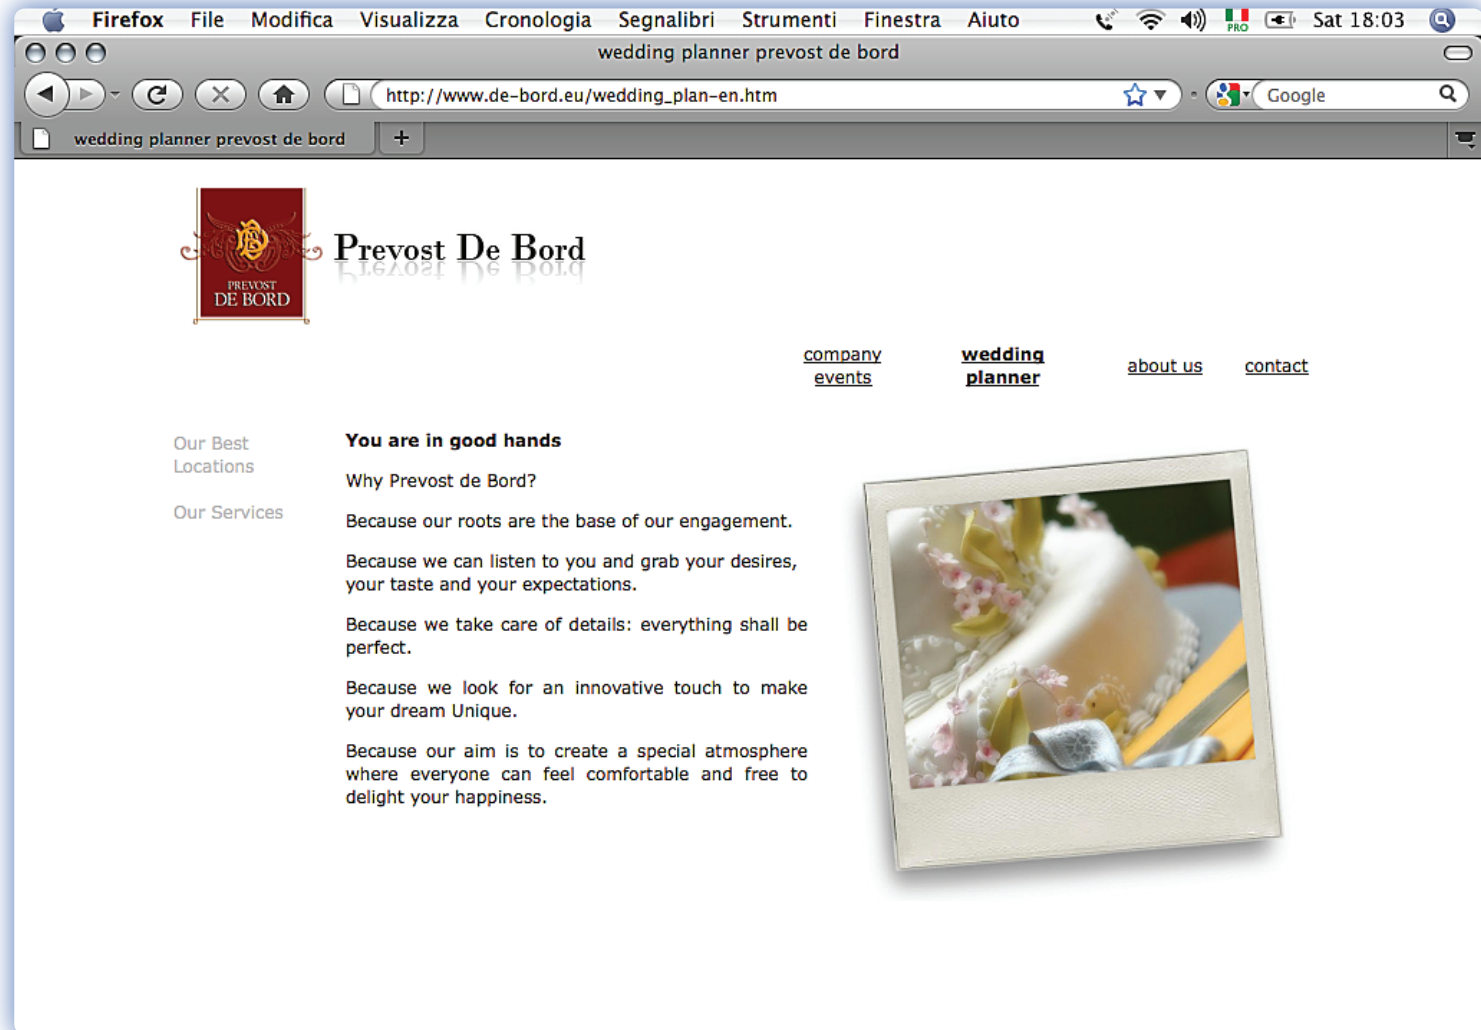 Firefox File Modifica Visualizza Cronologia Segnalibri Strumenti Finestra Aiuto PRO Sat 18:03
wedding planner prevost de bord
http://www.de-bord.eu/wedding_plan-en.htm Google
wedding planner prevost de bord +
PREVOST
DE BORD
Prevost De Bord
company
events
wedding
planner
about us
contact
Our Best
Locations
Our Services
You are in good hands
Why Prevost de Bord?
Because our roots are the base of our engagement.
Because we can listen to you and grab your desires,
your taste and your expectations.
Because we take care of details: everything shall be
perfect.
Because we look for an innovative touch to make
your dream Unique.
Because our aim is to create a special atmosphere
where everyone can feel comfortable and free to
delight your happiness.